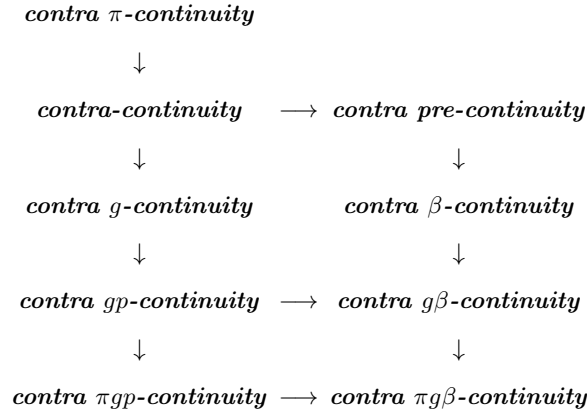 contra π-continuity
↓
contra-continuity ⟶ contra pre-continuity
↓ ↓
contra g-continuity contra β-continuity
↓ ↓
contra gp-continuity ⟶ contra gβ-continuity
↓ ↓
contra πgp-continuity ⟶ contra πgβ-continuity